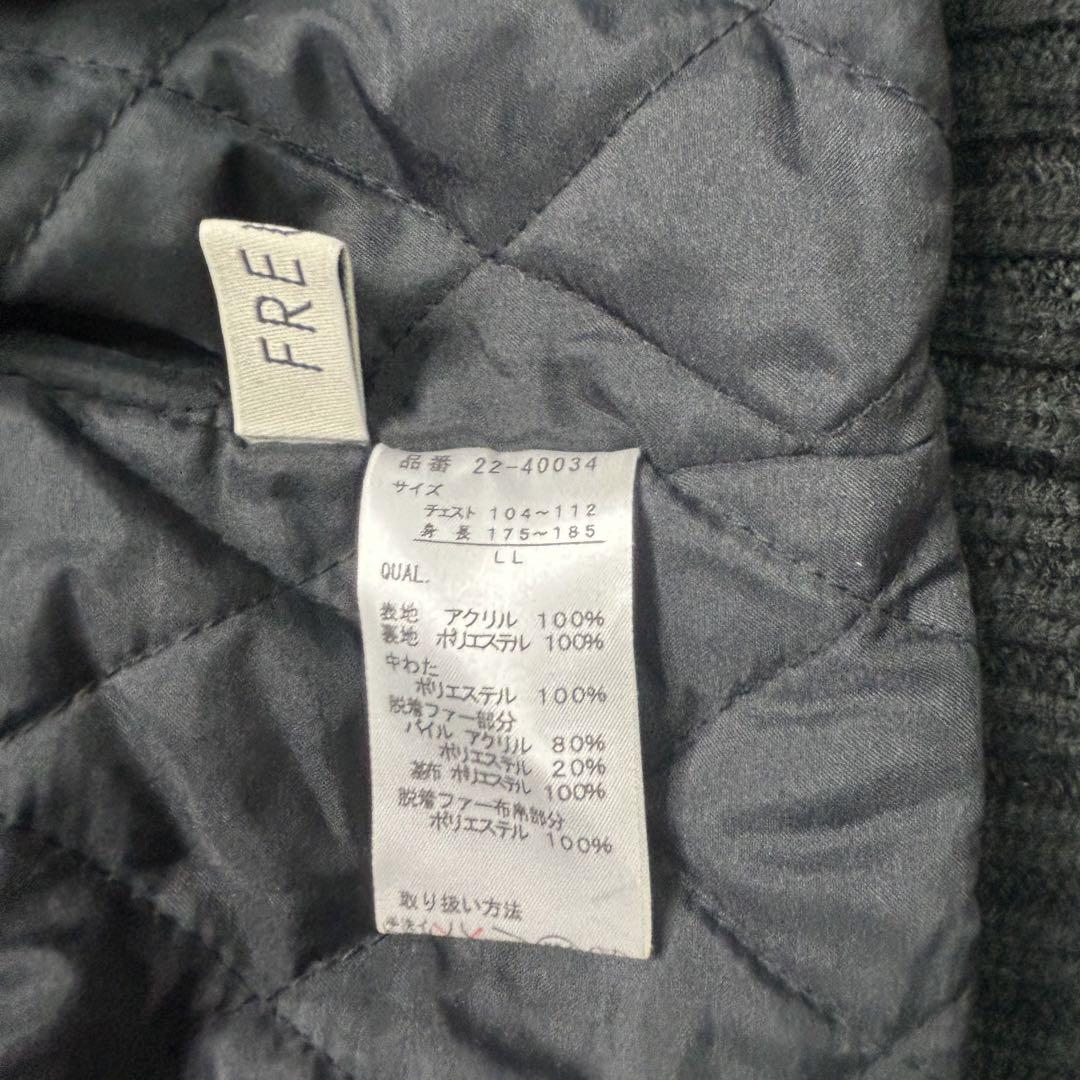 FRE
品番 22-40034
サイズ
チェスト 104～112
身長 175～185
LL
QUAL.
表地 アクリル 100%
裏地 ポリエステル 100%
中わた
ポリエステル 100%
脱着ファー部分
パイル アクリル 80%
ポリエステル 20%
基布 ポリエステル 100%
脱着ファー布帛部分
ポリエステル 100%
取り扱い方法